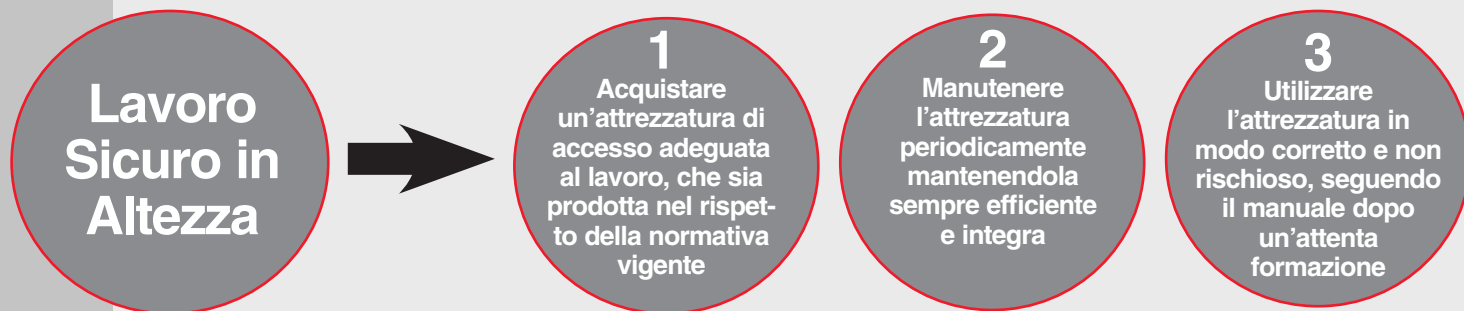 Lavoro
Sicuro in
Altezza
1
Acquistare
un’attrezzatura di
accesso adeguata
al lavoro, che sia
prodotta nel rispet-
to della normativa
vigente
2
Manutenere
l’attrezzatura
periodicamente
mantenendola
sempre efficiente
e integra
3
Utilizzare
l’attrezzatura in
modo corretto e non
rischioso, seguendo
il manuale dopo
un’attenta
formazione